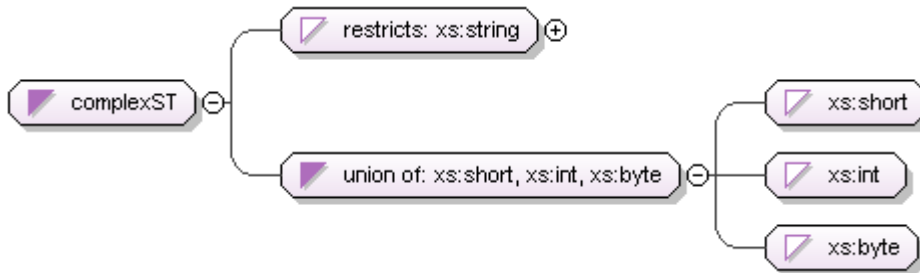 restricts: xs:string
complexST
xs:short
union of: xs:short, xs:int, xs:byte
xs:int
xs:byte